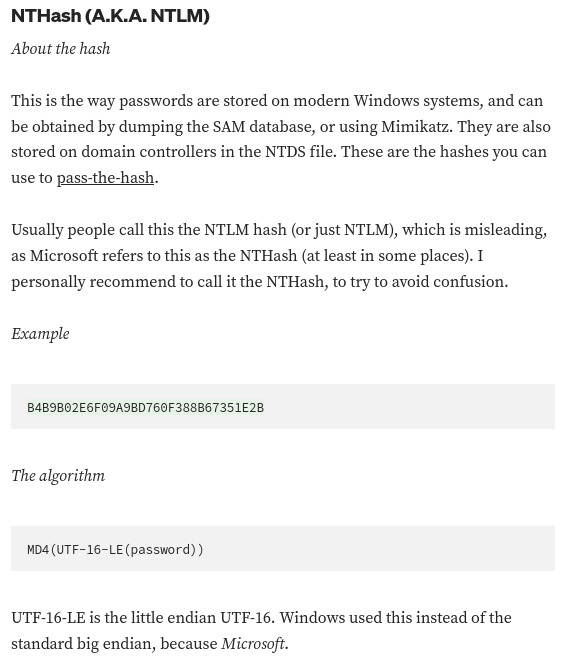 NTHash (A.K.A. NTLM)
About the hash
This is the way passwords are stored on modern Windows systems, and can
be obtained by dumping the SAM database, or using Mimikatz. They are also
stored on domain controllers in the NTDS file. These are the hashes you can
use to pass-the-hash.
Usually people call this the NTLM hash (or just NTLM), which is misleading,
as Microsoft refers to this as the NTHash (at least in some places). I
personally recommend to call it the NTHash, to try to avoid confusion.
Example
B4B9B02E6F09A9BD760F388B67351E2B
The algorithm
MD4(UTF-16-LE(password))
UTF-16-LE is the little endian UTF-16. Windows used this instead of the
standard big endian, because Microsoft.